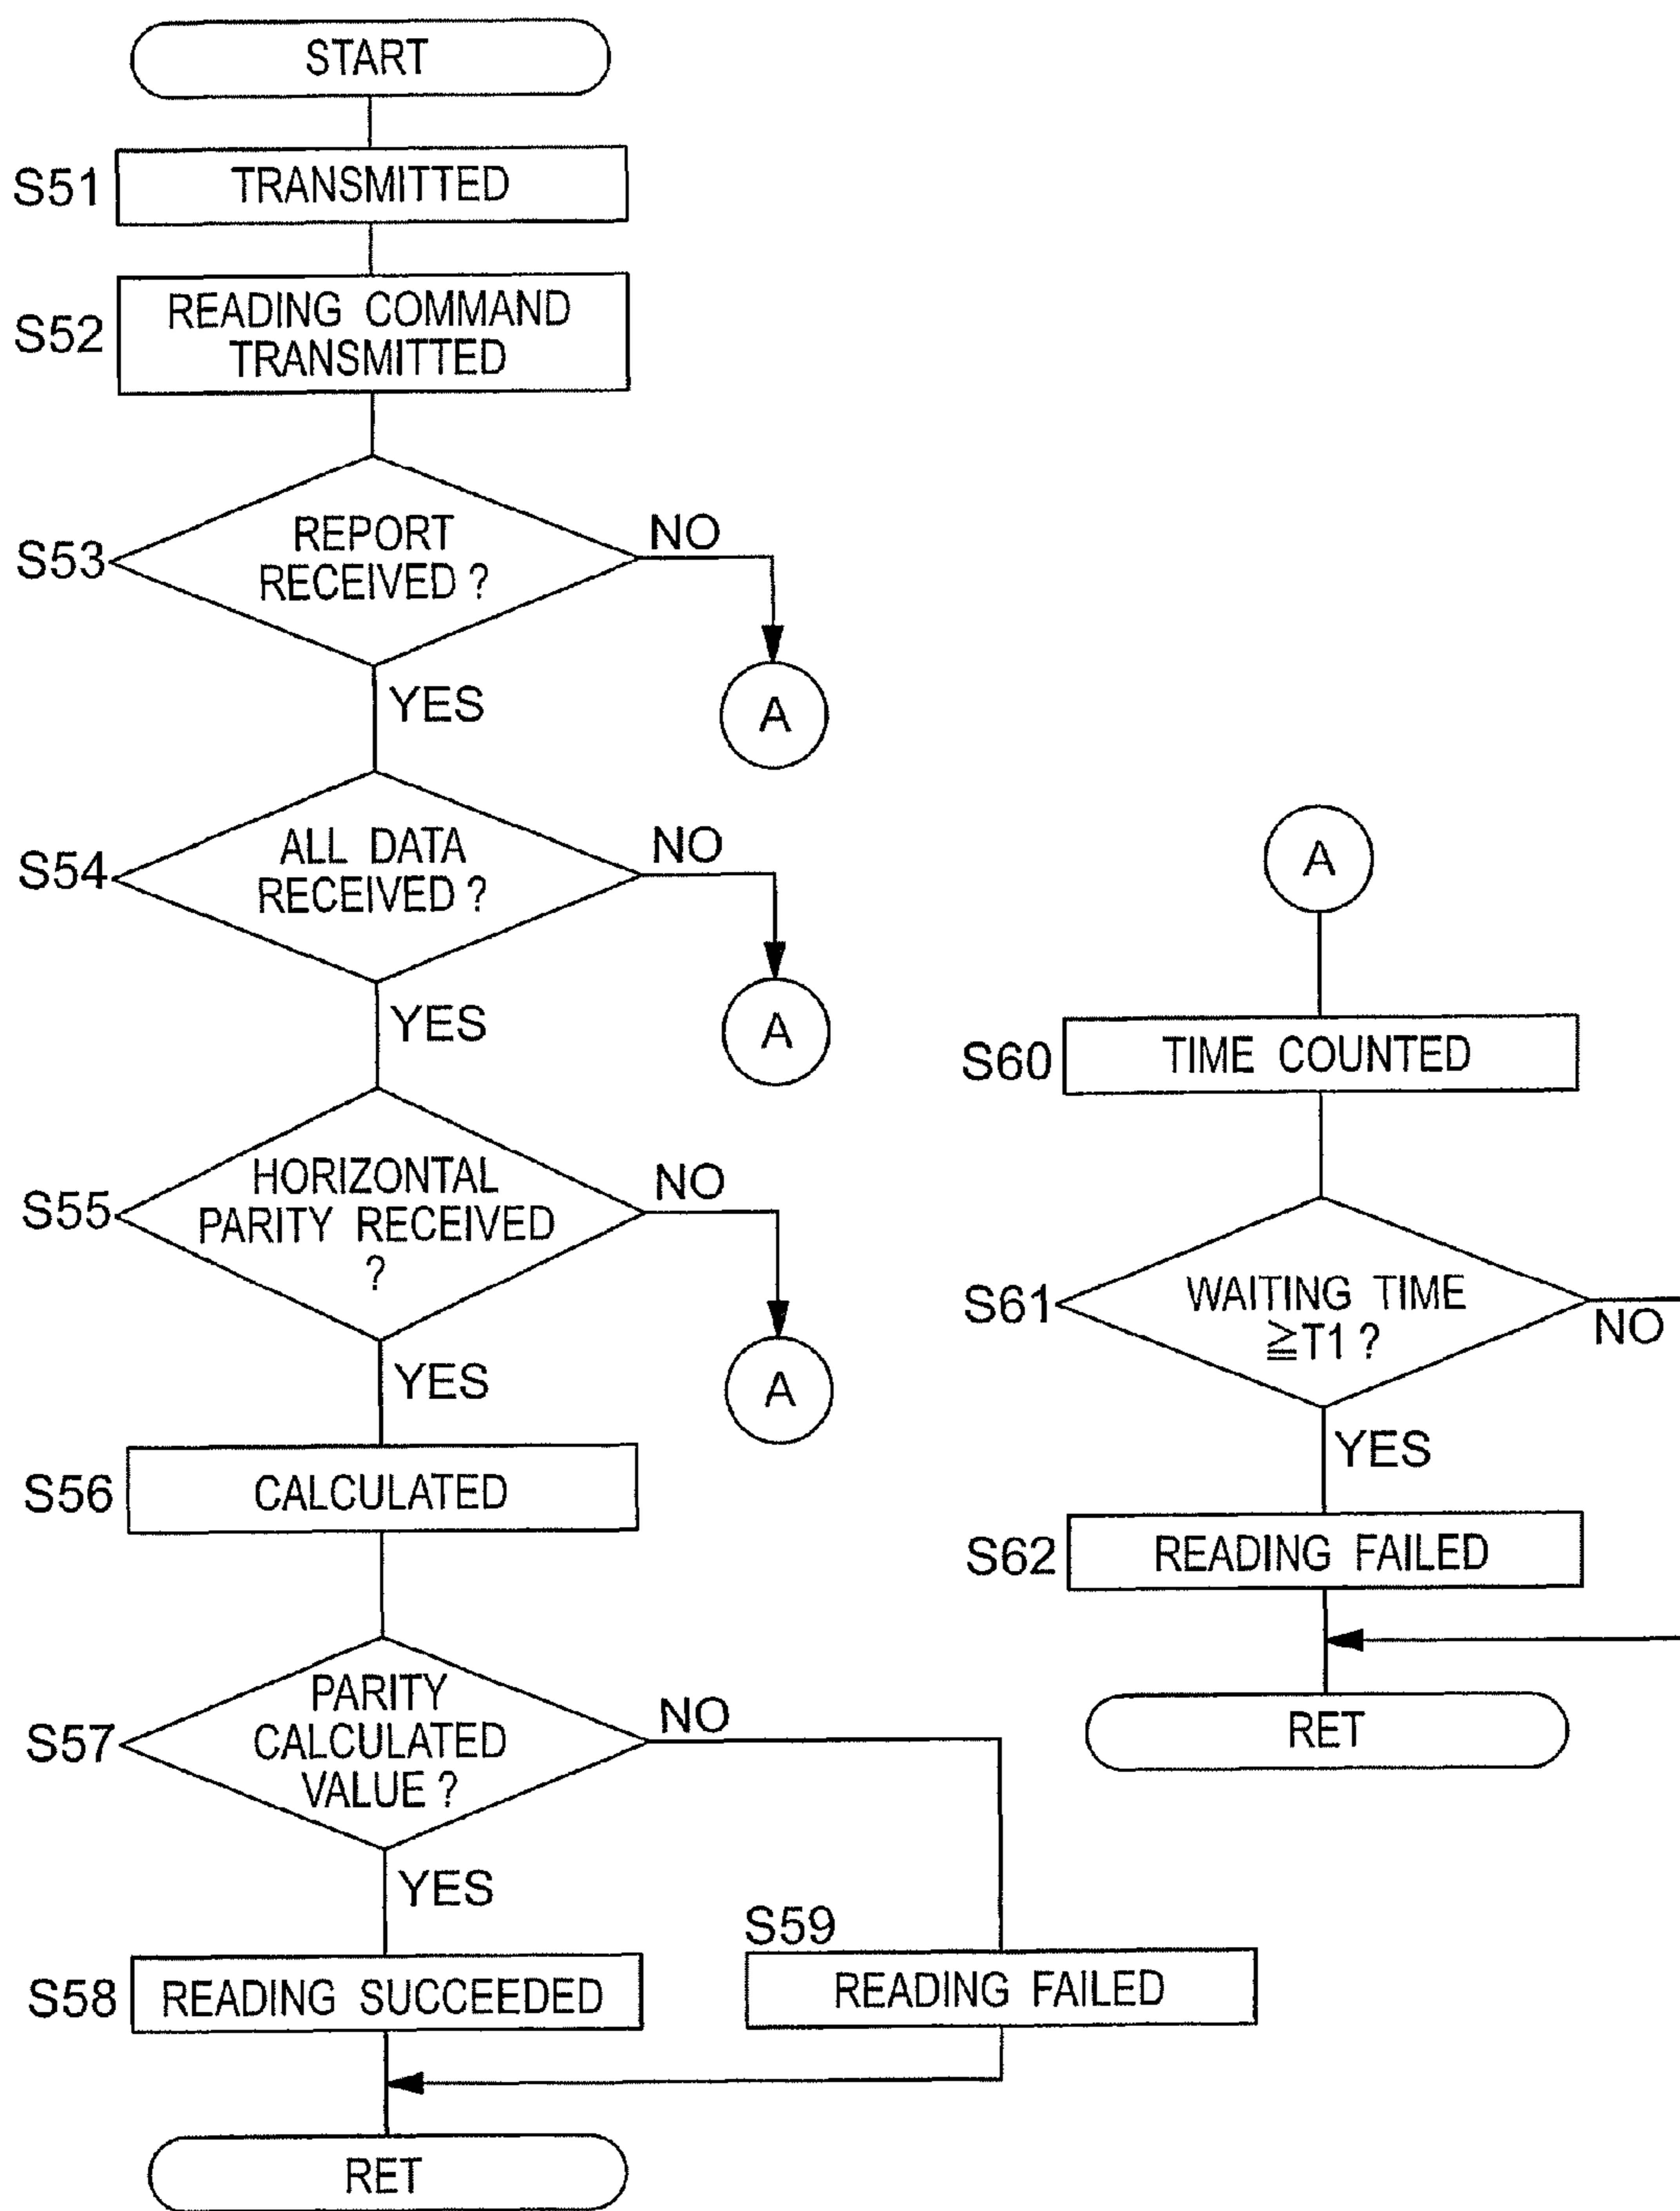 START
S51
TRANSMITTED
S52
READING COMMAND
TRANSMITTED
S53
REPORT
RECEIVED ?
NO
A
YES
S54
ALL DATA
RECEIVED ?
NO
A
YES
S55
HORIZONTAL
PARITY RECEIVED
?
NO
A
YES
S56
CALCULATED
S57
PARITY
CALCULATED
VALUE ?
NO
YES
S58
READING SUCCEEDED
S59
READING FAILED
RET
A
S60
TIME COUNTED
S61
WAITING TIME
≧T1 ?
NO
YES
S62
READING FAILED
RET